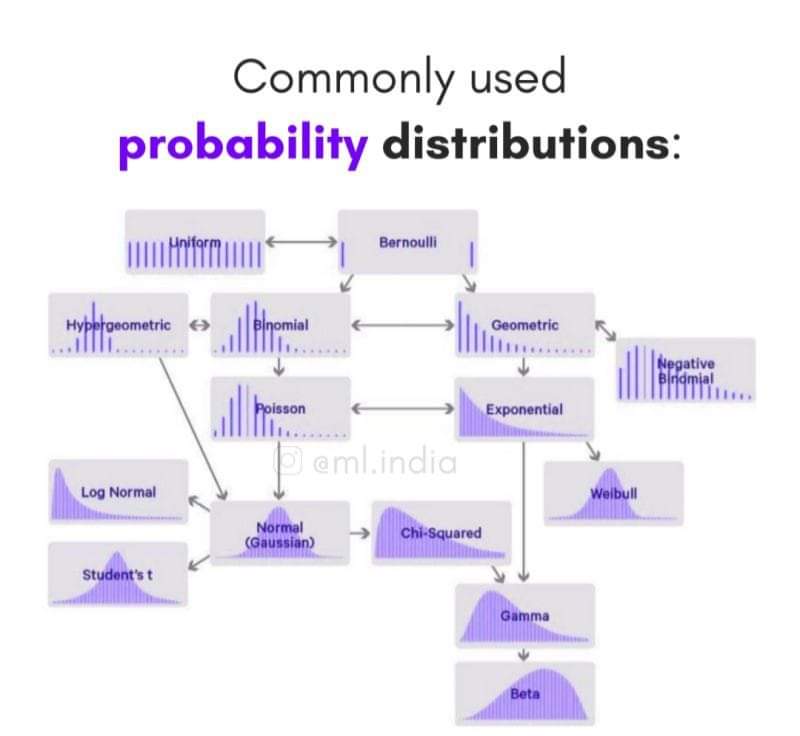 Commonly used
probability distributions:
Uniform
Bernoulli
Hypergeometric
Binomial
Geometric
Negative
Binomial
Poisson
Exponential
@ml.india
Log Normal
Weibull
Normal
(Gaussian)
Chi-Squared
Student's t
Gamma
Beta